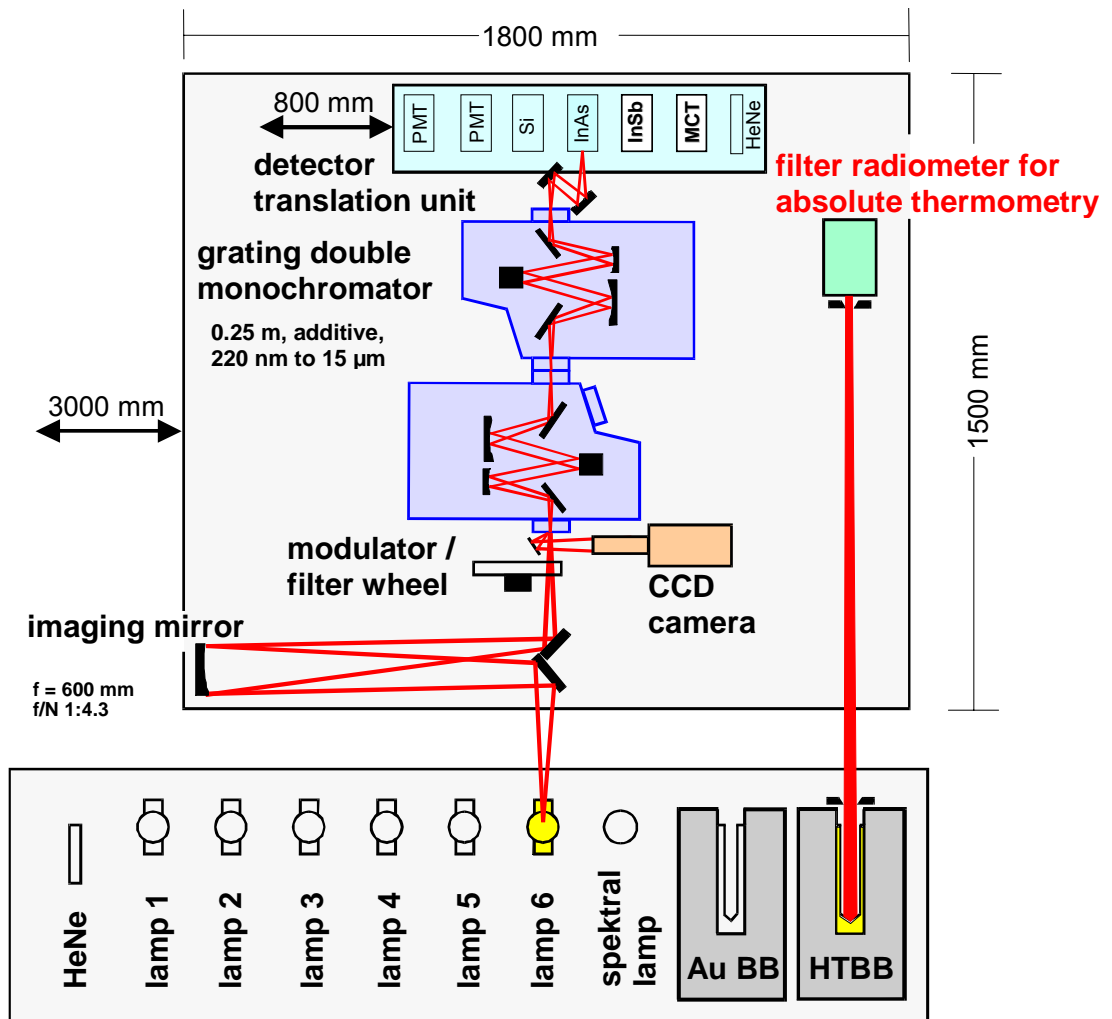 1800 mm
800 mm
PMT
PMT
Si
InAs
InSb
MCT
HeNe
detector
translation unit
filter radiometer for
absolute thermometry
grating double
monochromator
0.25 m, additive,
220 nm to 15 µm
3000 mm
1500 mm
modulator /
filter wheel
CCD
camera
imaging mirror
f = 600 mm
f/N 1:4.3
HeNe
lamp 1
lamp 2
lamp 3
lamp 4
lamp 5
lamp 6
spektral
lamp
Au BB
HTBB